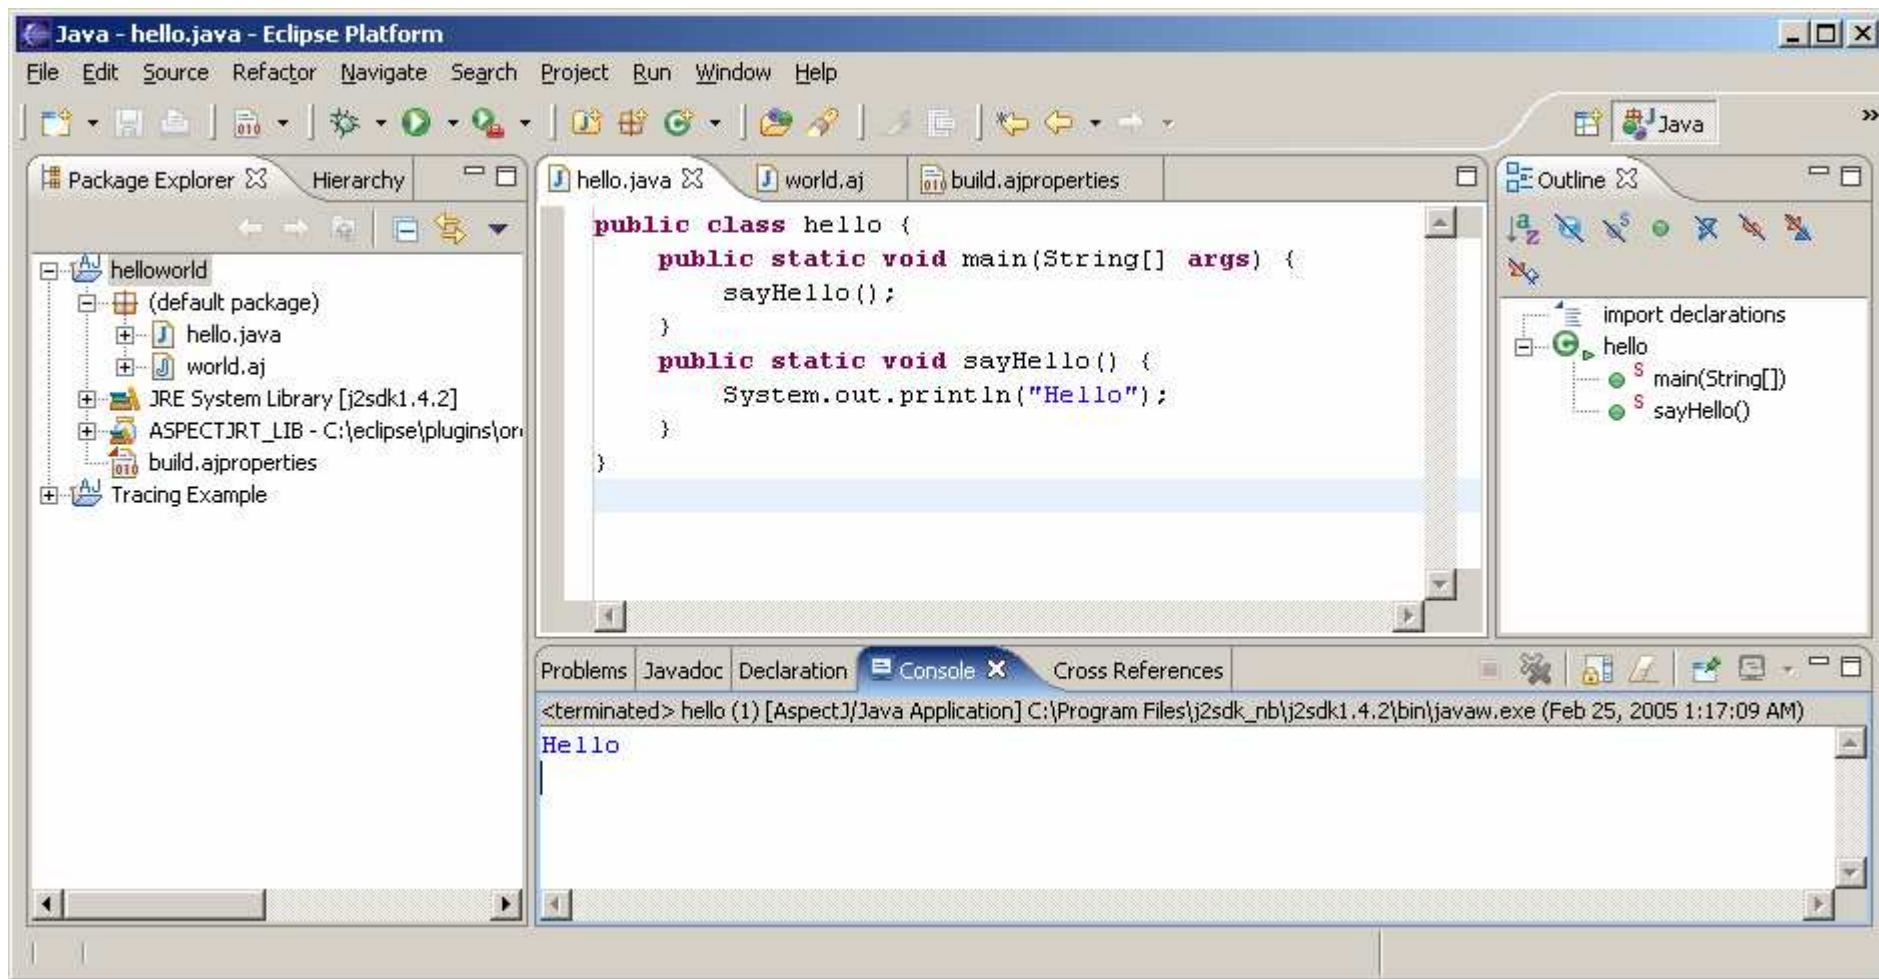 Java - hello.java - Eclipse Platform
File Edit Source Refactor Navigate Search Project Run Window Help
Java
Package Explorer Hierarchy
helloworld
(default package)
hello.java
world.aj
JRE System Library [j2sdk1.4.2]
ASPECTJRT_LIB - C:\eclipse\plugins\or
build.ajproperties
Tracing Example
hello.java world.aj build.ajproperties
public class hello {
public static void main(String[] args) {
sayHello();
}
public static void sayHello() {
System.out.println("Hello");
}
}
Outline
import declarations
hello
main(String[])
sayHello()
Problems Javadoc Declaration Console Cross References
<terminated> hello (1) [AspectJ/Java Application] C:\Program Files\j2sdk_nb\j2sdk1.4.2\bin\javaw.exe (Feb 25, 2005 1:17:09 AM)
Hello